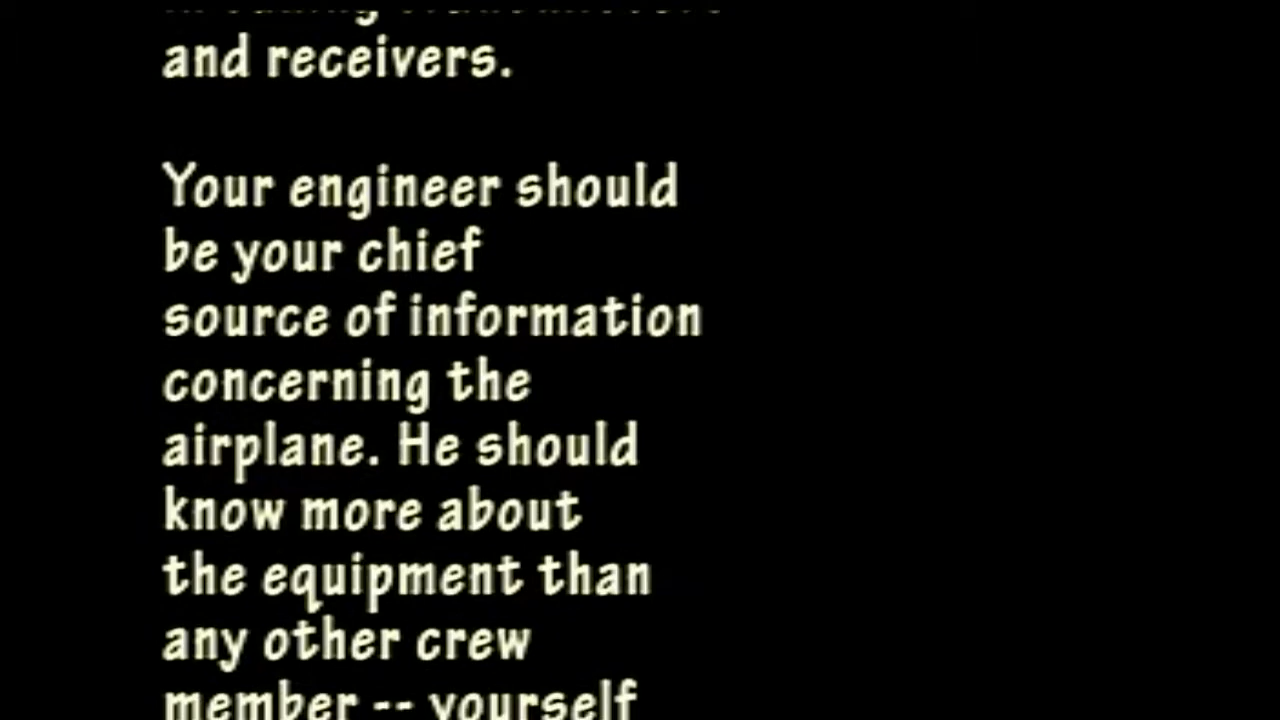 and receivers.
Your engineer should
be your chief
source of information
concerning the
airplane. He should
know more about
the equipment than
any other crew
member -- yourself